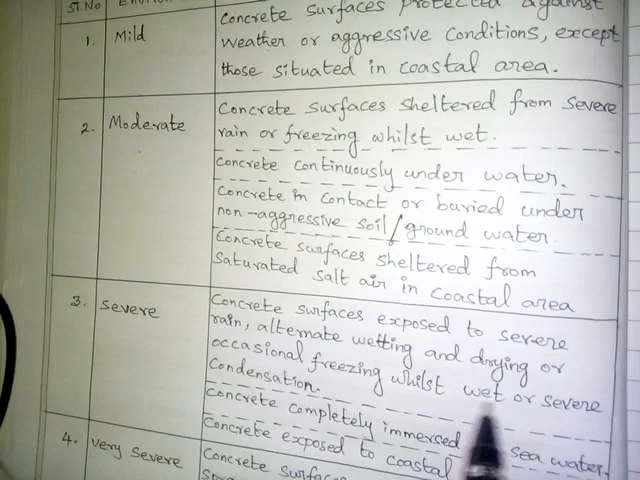 Sl.No
Concrete surfaces protected against
1. Mild weather or aggressive conditions, except
those situated in coastal area.
2. Moderate Concrete surfaces sheltered from severe
rain or freezing whilst wet.
Concrete continuously under water.
Concrete in contact or buried under
non-aggressive soil/ground water.
Concrete surfaces sheltered from
saturated salt air in coastal area
3. Severe Concrete surfaces exposed to severe
rain, alternate wetting and drying or
occasional freezing whilst wet or severe
Condensation.
Concrete completely immersed sea water.
Concrete exposed to coastal
4. Very severe Concrete